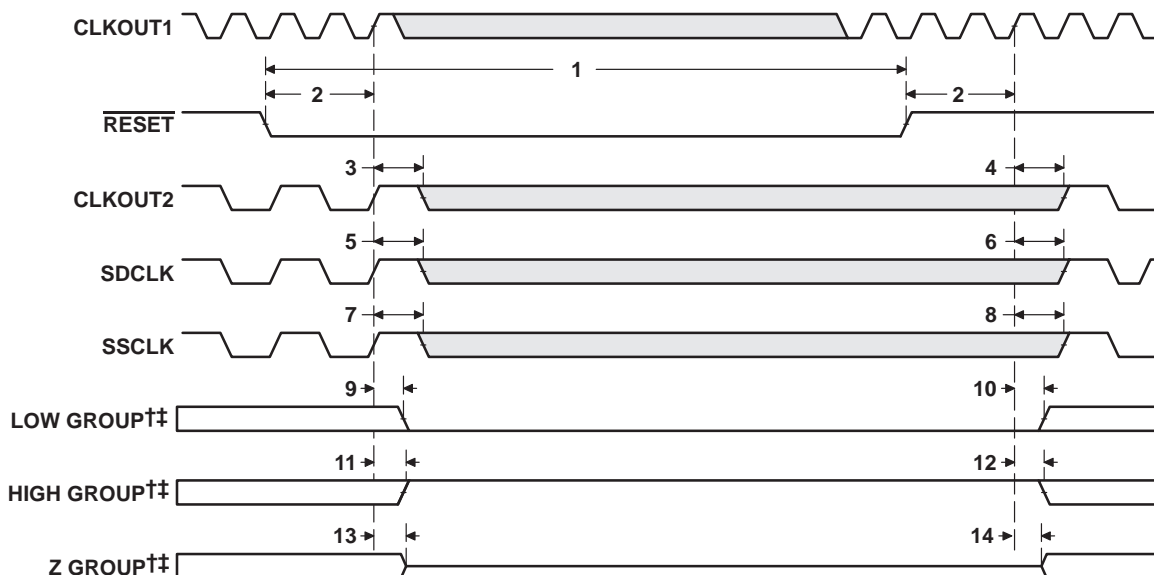 CLKOUT1
1
2 2
RESET
3 4
CLKOUT2
5 6
SDCLK
7 8
SSCLK
9 10
LOW GROUP†‡
11 12
HIGH GROUP†‡
13 14
Z GROUP†‡